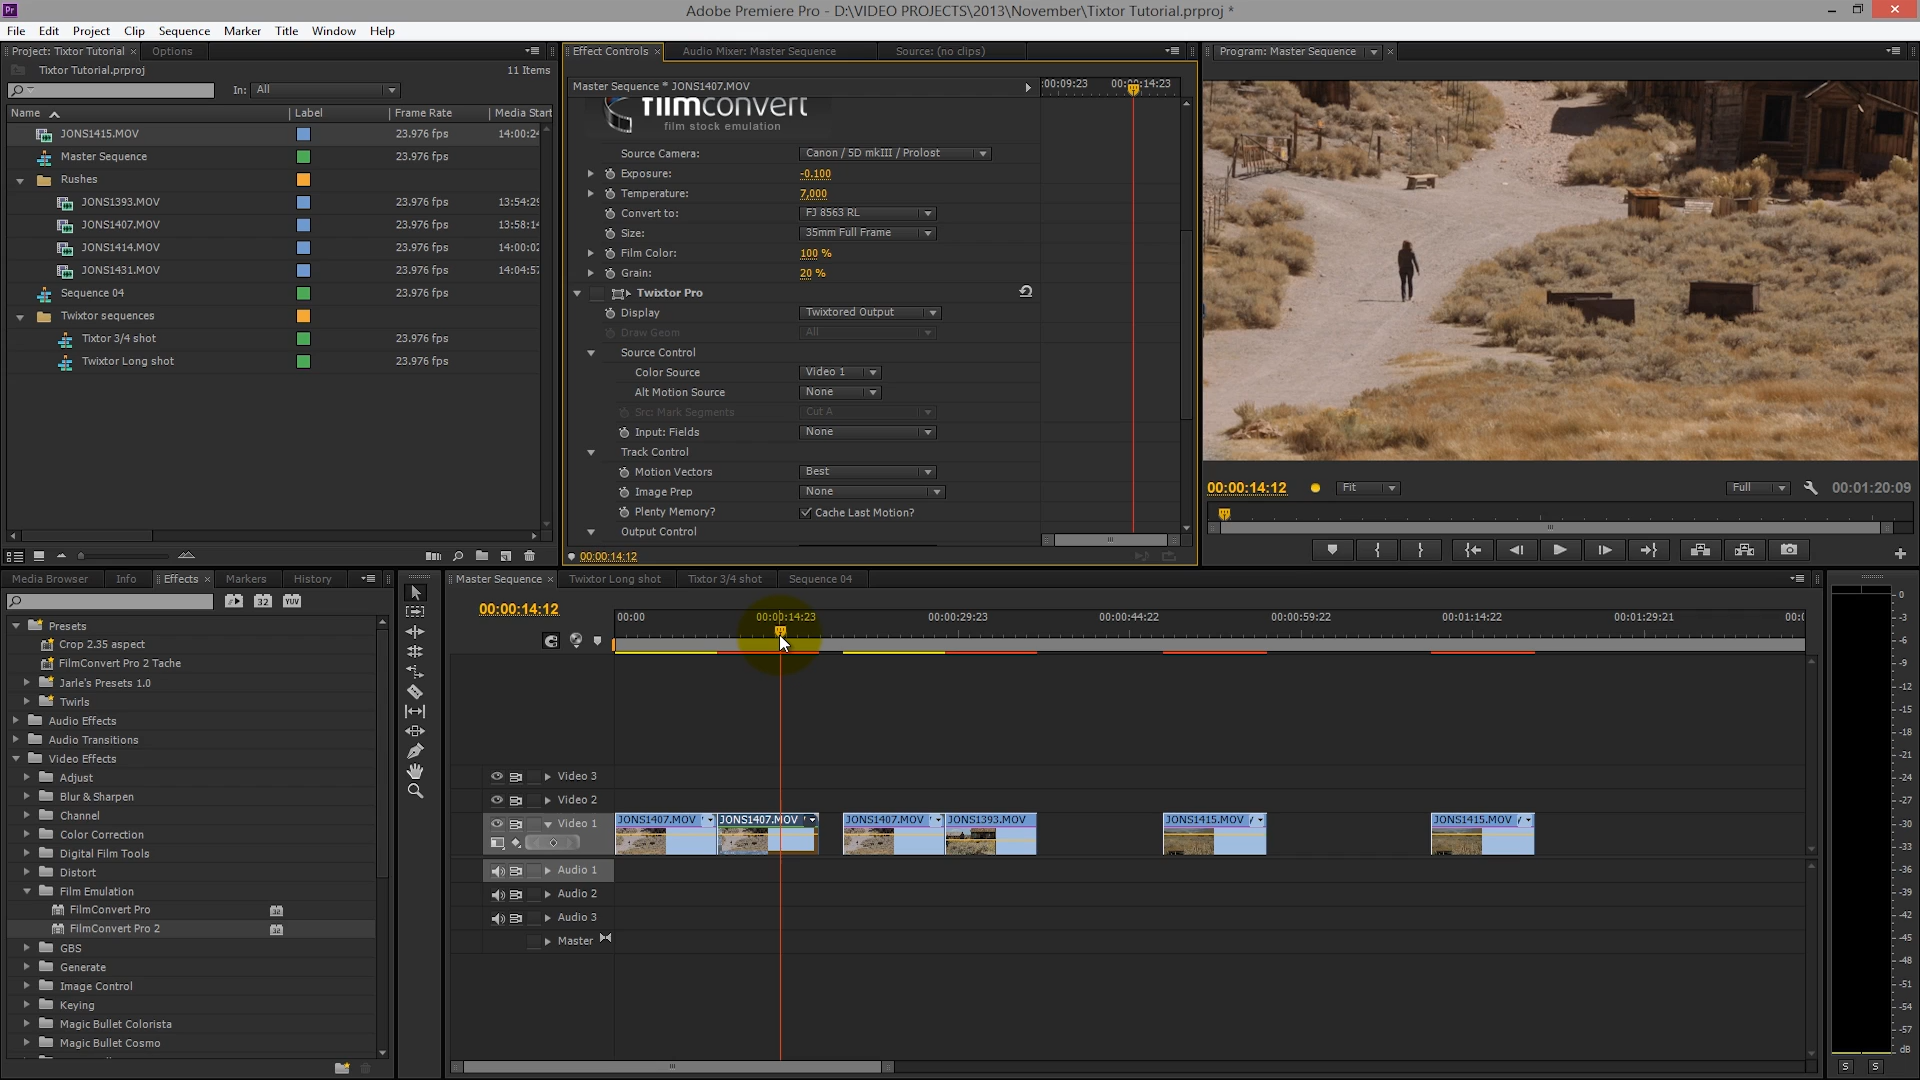 Adobe Premiere Pro - D:\VIDEO PROJECTS\2013\November\Tixtor Tutorial.prproj *
File Edit Project Clip Sequence Marker Title Window Help
Project: Tixtor Tutorial × Options
Tixtor Tutorial.prproj 11 Items
In: All
Name Label Frame Rate Media Start
JONS1415.MOV 23.976 fps 14:00:24
Master Sequence 23.976 fps
Rushes
JONS1393.MOV 23.976 fps 13:54:29
JONS1407.MOV 23.976 fps 13:58:14
JONS1414.MOV 23.976 fps 14:00:02
JONS1431.MOV 23.976 fps 14:04:57
Sequence 04 23.976 fps
Twixtor sequences
Tixtor 3/4 shot 23.976 fps
Twixtor Long shot 23.976 fps
Effect Controls × Audio Mixer: Master Sequence Source: (no clips)
Master Sequence * JONS1407.MOV
:00:09:23 00:00:14:23
filmconvert
film stock emulation
Source Camera: Canon / 5D mkIII / Prolost
Exposure: -0.100
Temperature: 7,000
Convert to: FJ 8563 RL
Size: 35mm Full Frame
Film Color: 100 %
Grain: 20 %
Twixtor Pro
Display Twixtored Output
Draw Geom All
Source Control
Color Source Video 1
Alt Motion Source None
Src: Mark Segments Cut A
Input: Fields None
Track Control
Motion Vectors Best
Image Prep None
Plenty Memory? Cache Last Motion?
Output Control
00:00:14:12
Program: Master Sequence ×
00:00:14:12 Fit Full 00:01:20:09
Media Browser Info Effects × Markers History
32 YUV
Presets
Crop 2.35 aspect
FilmConvert Pro 2 Tache
Jarle's Presets 1.0
Twirls
Audio Effects
Audio Transitions
Video Effects
Adjust
Blur & Sharpen
Channel
Color Correction
Digital Film Tools
Distort
Film Emulation
FilmConvert Pro 32
FilmConvert Pro 2 32
GBS
Generate
Image Control
Keying
Magic Bullet Colorista
Magic Bullet Cosmo
Master Sequence × Twixtor Long shot Tixtor 3/4 shot Sequence 04
00:00:14:12
00:00 00:00:14:23 00:00:29:23 00:00:44:22 00:00:59:22 00:01:14:22 00:01:29:21 00:0
Video 3
Video 2
Video 1
JONS1407.MOV JONS1407.MOV JONS1407.MOV JONS1393.MOV JONS1415.MOV JONS1415.MOV
Audio 1
Audio 2
Audio 3
Master
0
-3
-6
-9
-12
-15
-18
-21
-24
-27
-30
-33
-36
-39
-42
-45
-48
-51
-54
-57
dB
S S